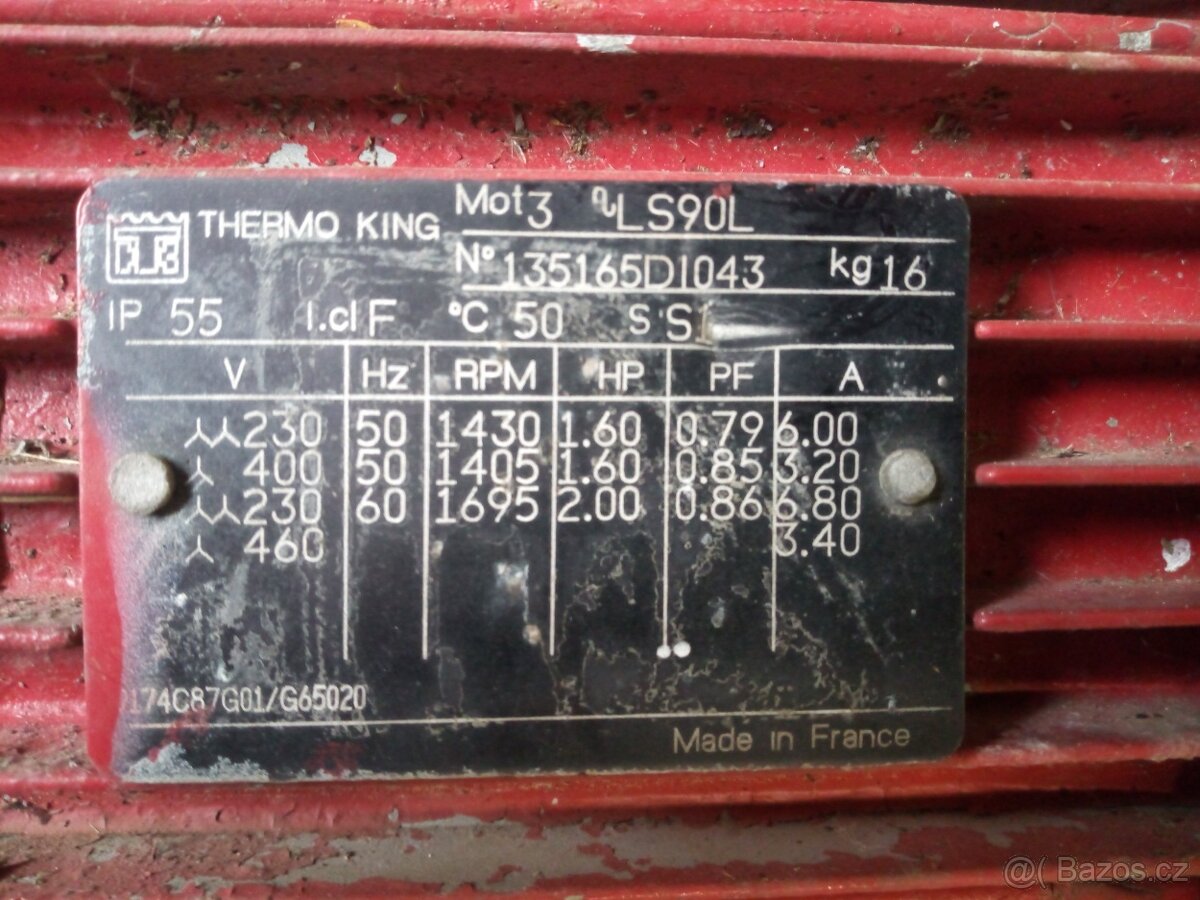 THERMO KING Mot3 ~LS90L
N° 135165DI043 kg16
IP 55 I.cl F °C 50 S S1
V Hz RPM HP PF A
230 50 1430 1.60 0.79 6.00
400 50 1405 1.60 0.85 3.20
230 60 1695 2.00 0.86 6.80
460 3.40
174C87G01/G65020
Made in France
Bazos.cz